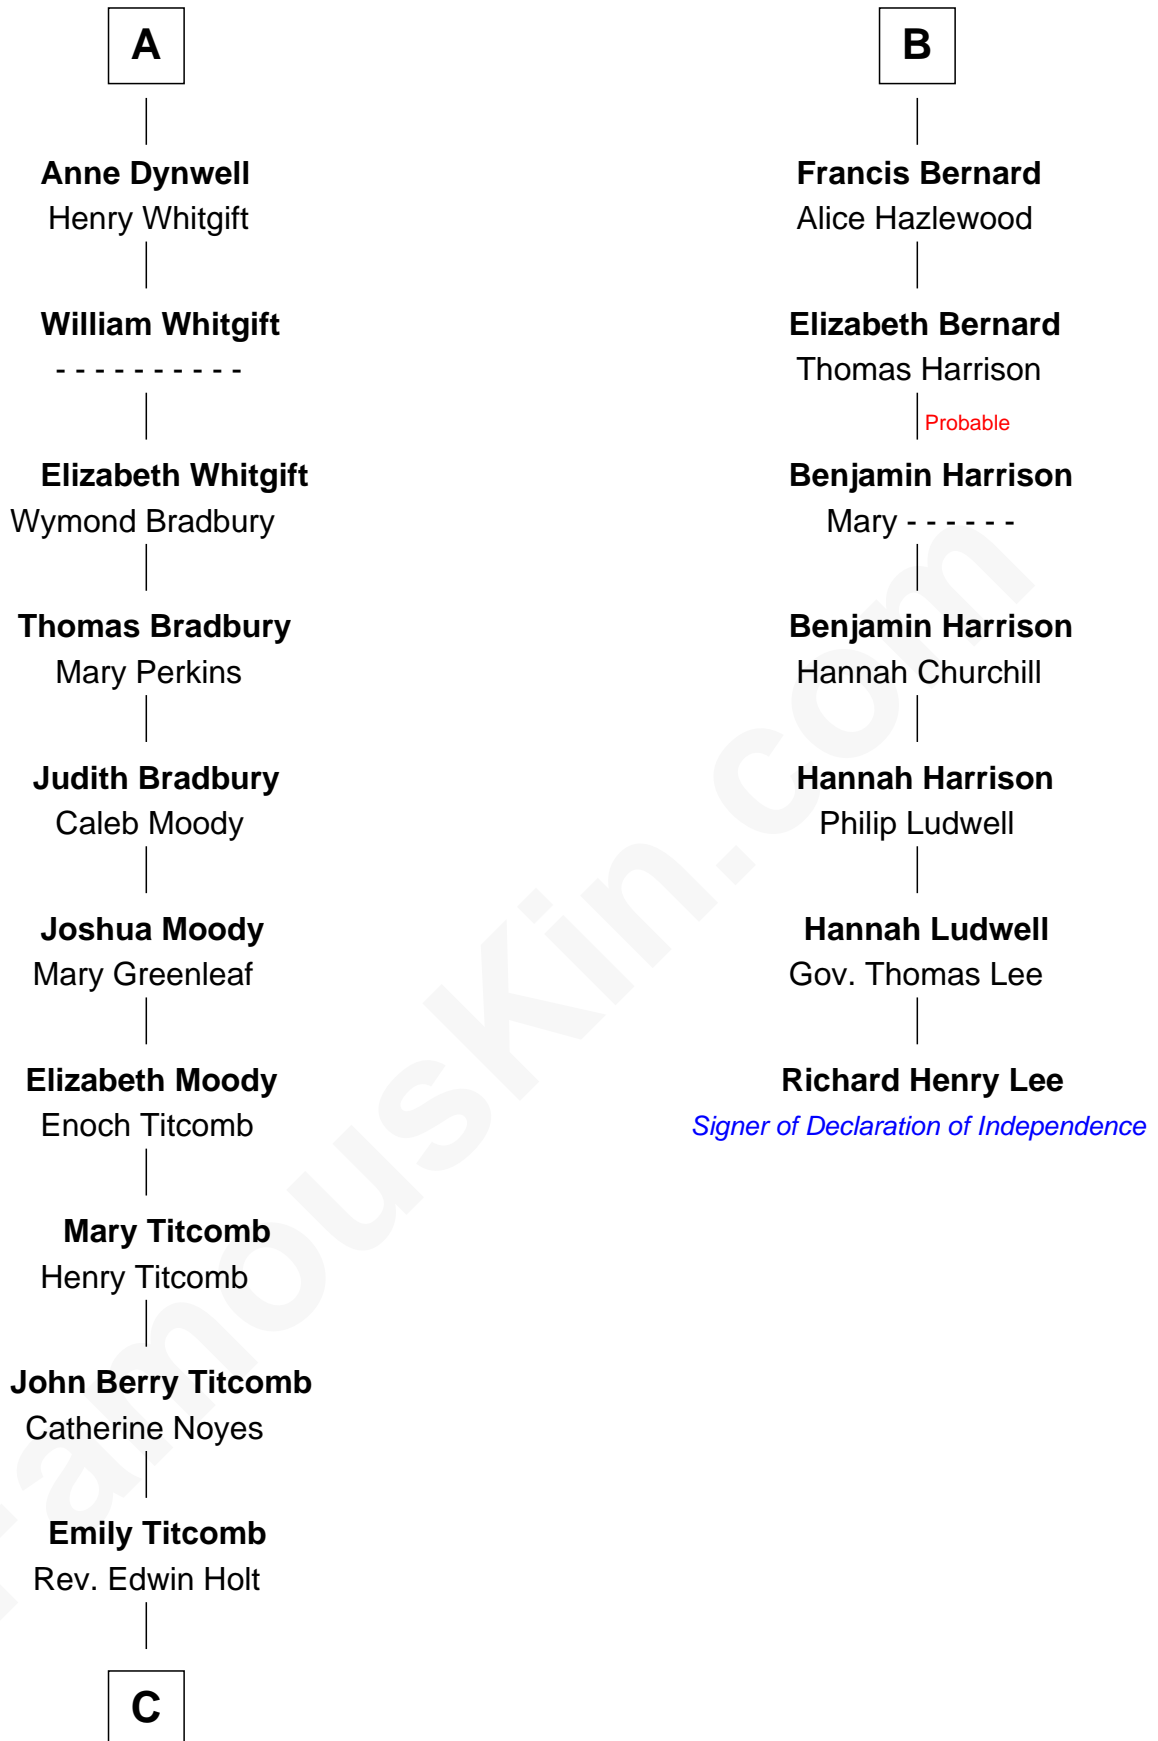 A
Anne Dynwell
Henry Whitgift
William Whitgift
- - - - - - - - - -
Elizabeth Whitgift
Wymond Bradbury
Thomas Bradbury
Mary Perkins
Judith Bradbury
Caleb Moody
Joshua Moody
Mary Greenleaf
Elizabeth Moody
Enoch Titcomb
Mary Titcomb
Henry Titcomb
John Berry Titcomb
Catherine Noyes
Emily Titcomb
Rev. Edwin Holt
C
B
Francis Bernard
Alice Hazlewood
Elizabeth Bernard
Thomas Harrison
Probable
Benjamin Harrison
Mary - - - - - -
Benjamin Harrison
Hannah Churchill
Hannah Harrison
Philip Ludwell
Hannah Ludwell
Gov. Thomas Lee
Richard Henry Lee
Signer of Declaration of Independence
FamousKin.com